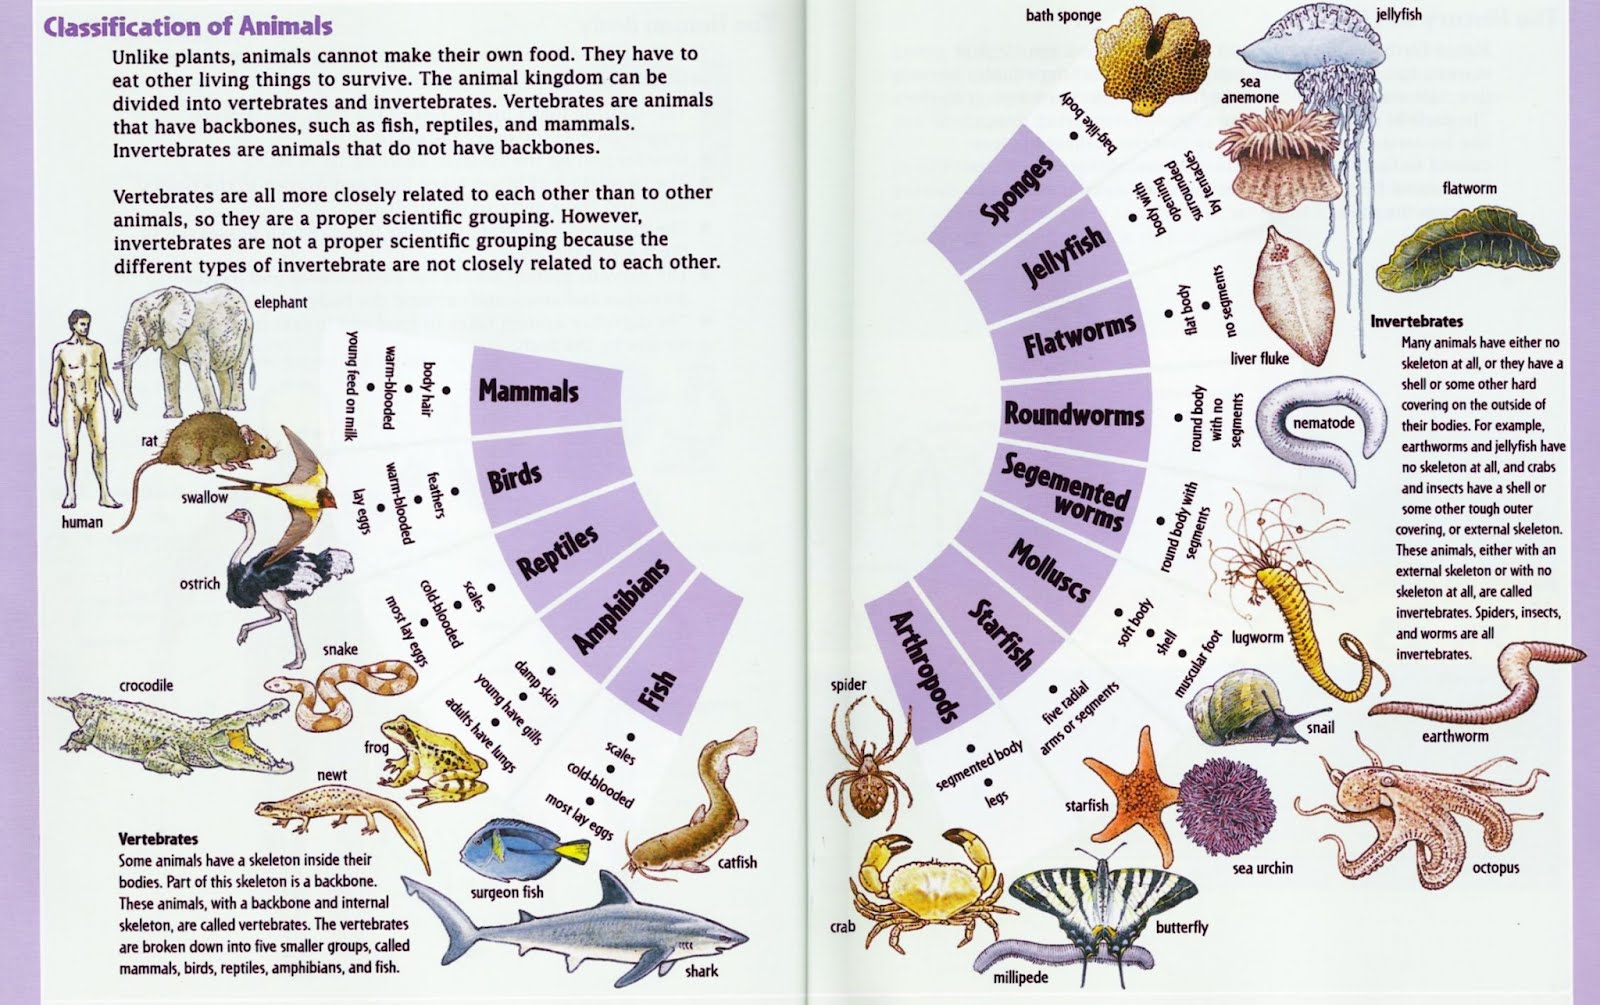 Classification of Animals
Unlike plants, animals cannot make their own food. They have to
eat other living things to survive. The animal kingdom can be
divided into vertebrates and invertebrates. Vertebrates are animals
that have backbones, such as fish, reptiles, and mammals.
Invertebrates are animals that do not have backbones.
Vertebrates are all more closely related to each other than to other
animals, so they are a proper scientific grouping. However,
invertebrates are not a proper scientific grouping because the
different types of invertebrate are not closely related to each other.
elephant
human
rat
swallow
ostrich
snake
crocodile
frog
newt
surgeon fish
catfish
shark
Mammals
• body hair
• warm-blooded
• young feed on milk
Birds
• feathers
• warm-blooded
• lay eggs
Reptiles
• scales
• cold-blooded
• most lay eggs
Amphibians
• damp skin
• young have gills
• adults have lungs
Fish
• scales
• cold-blooded
• most lay eggs
Vertebrates
Some animals have a skeleton inside their
bodies. Part of this skeleton is a backbone.
These animals, with a backbone and internal
skeleton, are called vertebrates. The vertebrates
are broken down into five smaller groups, called
mammals, birds, reptiles, amphibians, and fish.
bath sponge
jellyfish
sea
anemone
flatworm
liver fluke
nematode
lugworm
earthworm
snail
octopus
sea urchin
starfish
butterfly
millipede
crab
spider
Sponges
• bag-like body
Jellyfish
• body with
opening
surrounded
by tentacles
Flatworms
• flat body
• no segments
Roundworms
• round body
with no
segments
Segemented
worms
• round body with
segments
Molluscs
• soft body
• shell
• muscular foot
Starfish
• five radial
arms or segments
Arthropods
• segmented body
• legs
Invertebrates
Many animals have either no
skeleton at all, or they have a
shell or some other hard
covering on the outside of
their bodies. For example,
earthworms and jellyfish have
no skeleton at all, and crabs
and insects have a shell or
some other tough outer
covering, or external skeleton.
These animals, either with an
external skeleton or with no
skeleton at all, are called
invertebrates. Spiders, insects,
and worms are all
invertebrates.